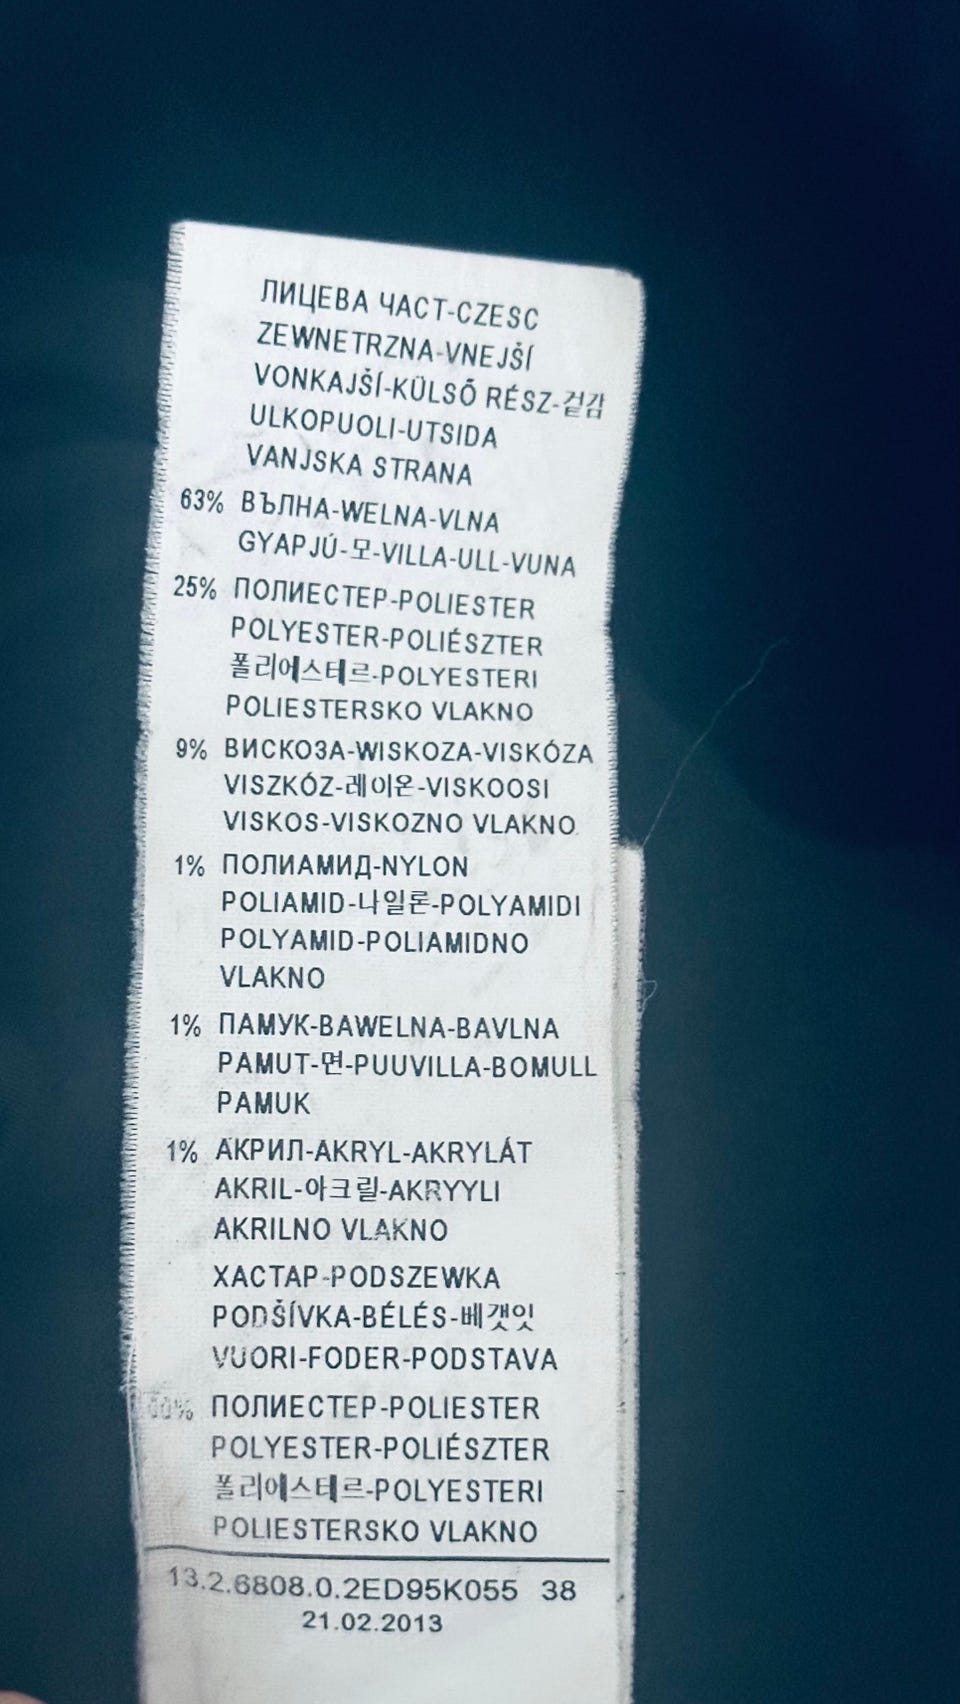 ЛИЦЕВА ЧАСТ-CZESC
ZEWNETRZNA-VNEJŠÍ
VONKAJŠÍ-KÜLSŐ RÉSZ-겉감
ULKOPUOLI-UTSIDA
VANJSKA STRANA
63% ВЪЛНА-WELNA-VLNA
GYAPJÚ-모-VILLA-ULL-VUNA
25% ПОЛИЕСТЕР-POLIESTER
POLYESTER-POLIÉSZTER
폴리에스테르-POLYESTERI
POLIESTERSKO VLAKNO
9% ВИСКОЗА-WISKOZA-VISKÓZA
VISZKÓZ-레이온-VISKOOSI
VISKOS-VISKOZNO VLAKNO
1% ПОЛИАМИД-NYLON
POLIAMID-나일론-POLYAMIDI
POLYAMID-POLIAMIDNO
VLAKNO
1% ПАМУК-BAWELNA-BAVLNA
PAMUT-면-PUUVILLA-BOMULL
PAMUK
1% АКРИЛ-AKRYL-AKRYLÁT
AKRIL-아크릴-AKRYYLI
AKRILNO VLAKNO
ХАСТАР-PODSZEWKA
PODŠÍVKA-BÉLÉS-베갯잇
VUORI-FODER-PODSTAVA
ПОЛИЕСТЕР-POLIESTER
POLYESTER-POLIÉSZTER
폴리에스테르-POLYESTERI
POLIESTERSKO VLAKNO
13.2.6808.0.2ED95K055 38
21.02.2013